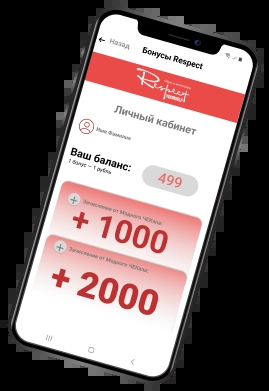 Назад
Бонусы Respect
Respect
Личный кабинет
Имя Фамилия
Ваш баланс:
1 бонус — 1 рубль
499
Зачисление от Модного ЧЕКапа:
+ 1000
Зачисление от Модного ЧЕКапа:
+ 2000